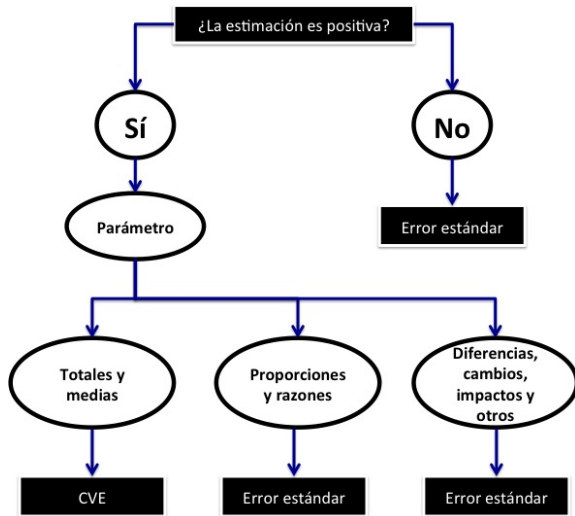 ¿La estimación es positiva?
Sí
No
Parámetro
Error estándar
Totales y
medias
Proporciones
y razones
Diferencias,
cambios,
impactos y
otros
CVE
Error estándar
Error estándar